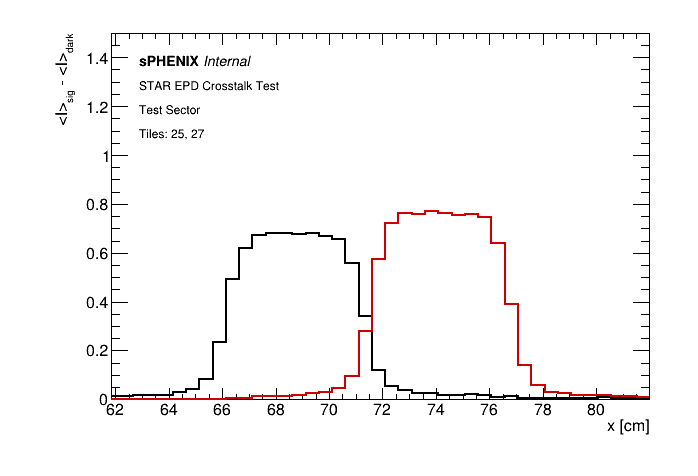 <I>sig - <I>dark
1.4
1.2
1
0.8
0.6
0.4
0.2
0
sPHENIX Internal
STAR EPD Crosstalk Test
Test Sector
Tiles: 25, 27
62 64 66 68 70 72 74 76 78 80
x [cm]